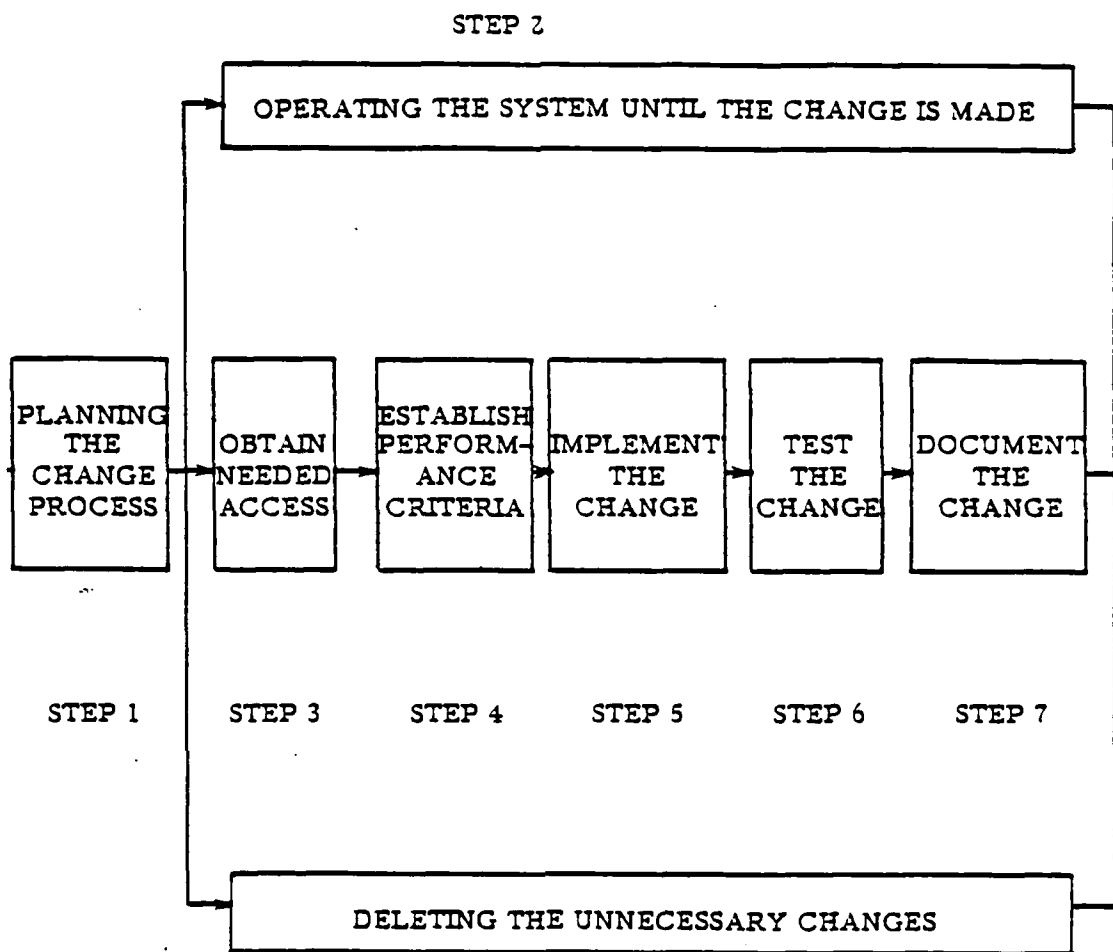 STEP 2
OPERATING THE SYSTEM UNTIL THE CHANGE IS MADE
PLANNING
THE
CHANGE
PROCESS
OBTAIN
NEEDED
ACCESS
ESTABLISH
PERFORM-
ANCE
CRITERIA
IMPLEMENT
THE
CHANGE
TEST
THE
CHANGE
DOCUMENT
THE
CHANGE
STEP 1
STEP 3
STEP 4
STEP 5
STEP 6
STEP 7
DELETING THE UNNECESSARY CHANGES